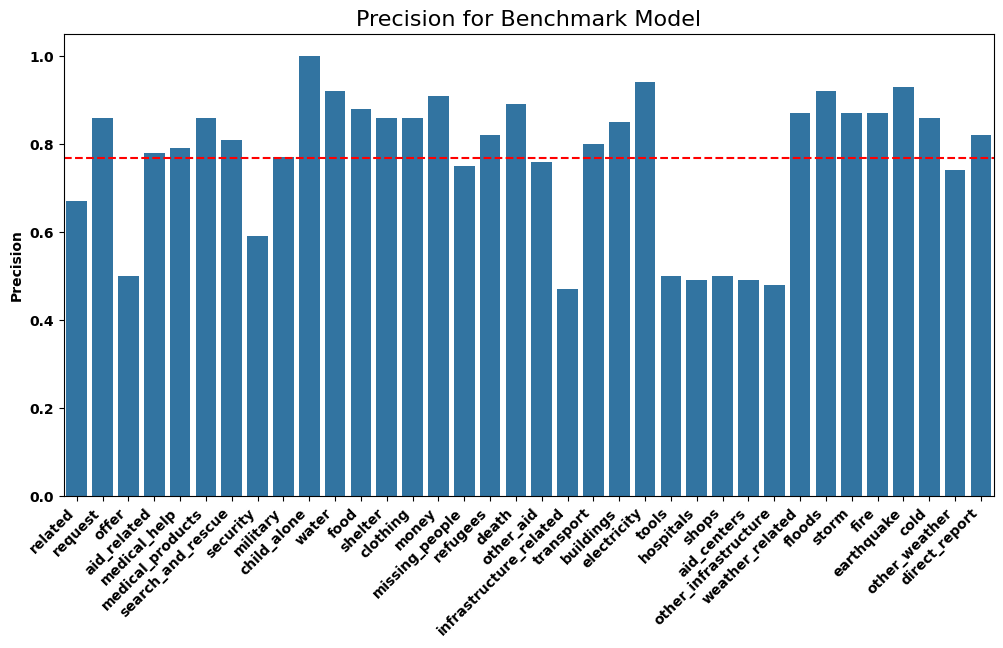 Precision for Benchmark Model
Precision
1.0
0.8
0.6
0.4
0.2
0.0
related
request
offer
aid_related
medical_help
medical_products
search_and_rescue
security
military
child_alone
water
food
shelter
clothing
money
missing_people
refugees
death
other_aid
infrastructure_related
transport
buildings
electricity
tools
hospitals
shops
aid_centers
other_infrastructure
weather_related
floods
storm
fire
earthquake
cold
other_weather
direct_report